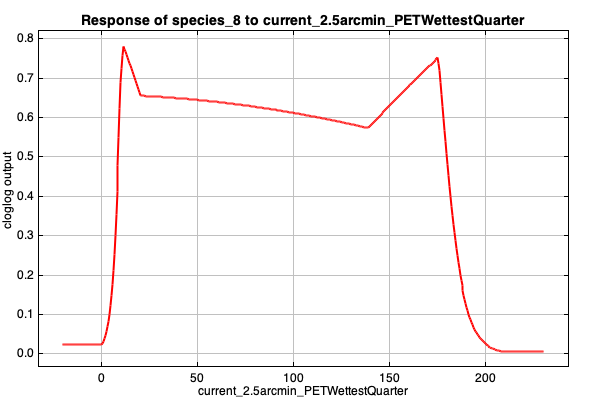 Response of species_8 to current_2.5arcmin_PETWettestQuarter
cloglog output
0.8
0.7
0.6
0.5
0.4
0.3
0.2
0.1
0.0
0 50 100 150 200
current_2.5arcmin_PETWettestQuarter